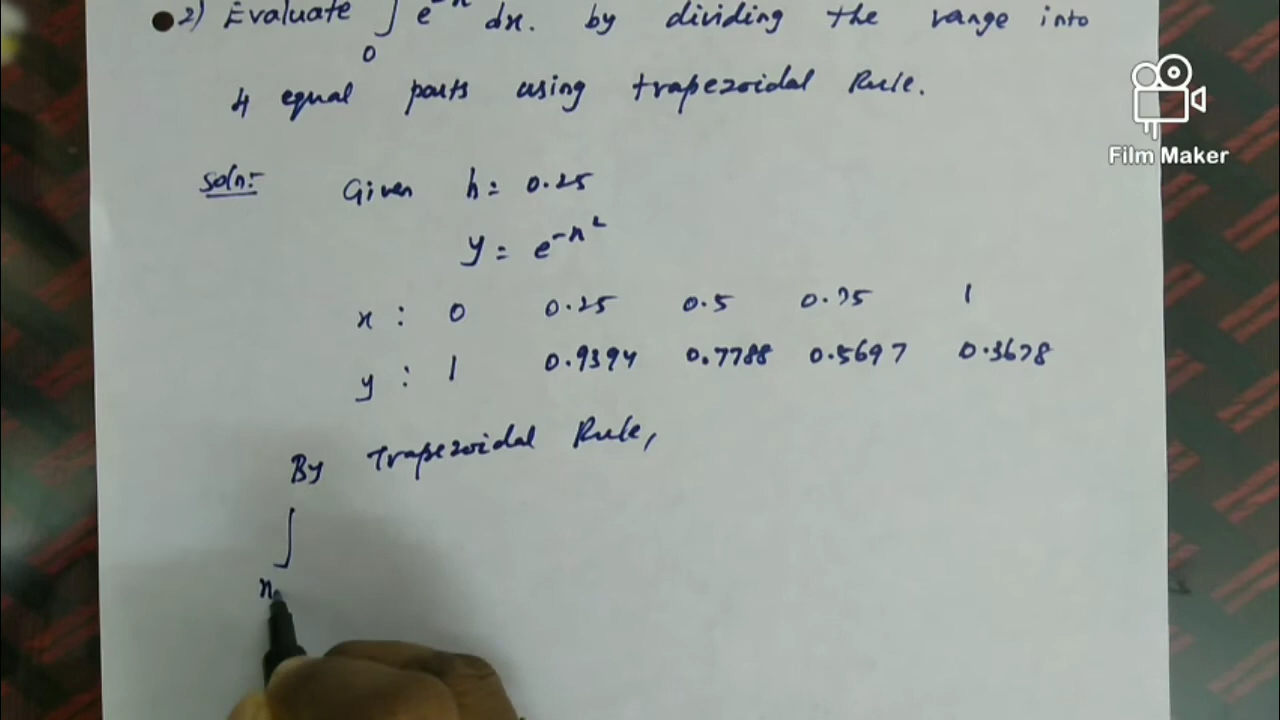 2) Evaluate ∫ e⁻ˣ dx. by dividing the range into
0
4 equal parts using trapezoidal Rule.
Film Maker
Soln:- Given h = 0.25
y = e^-x²
x : 0 0.25 0.5 0.75 1
y : 1 0.9394 0.7788 0.5697 0.3678
By Trapezoidal Rule,
∫
x